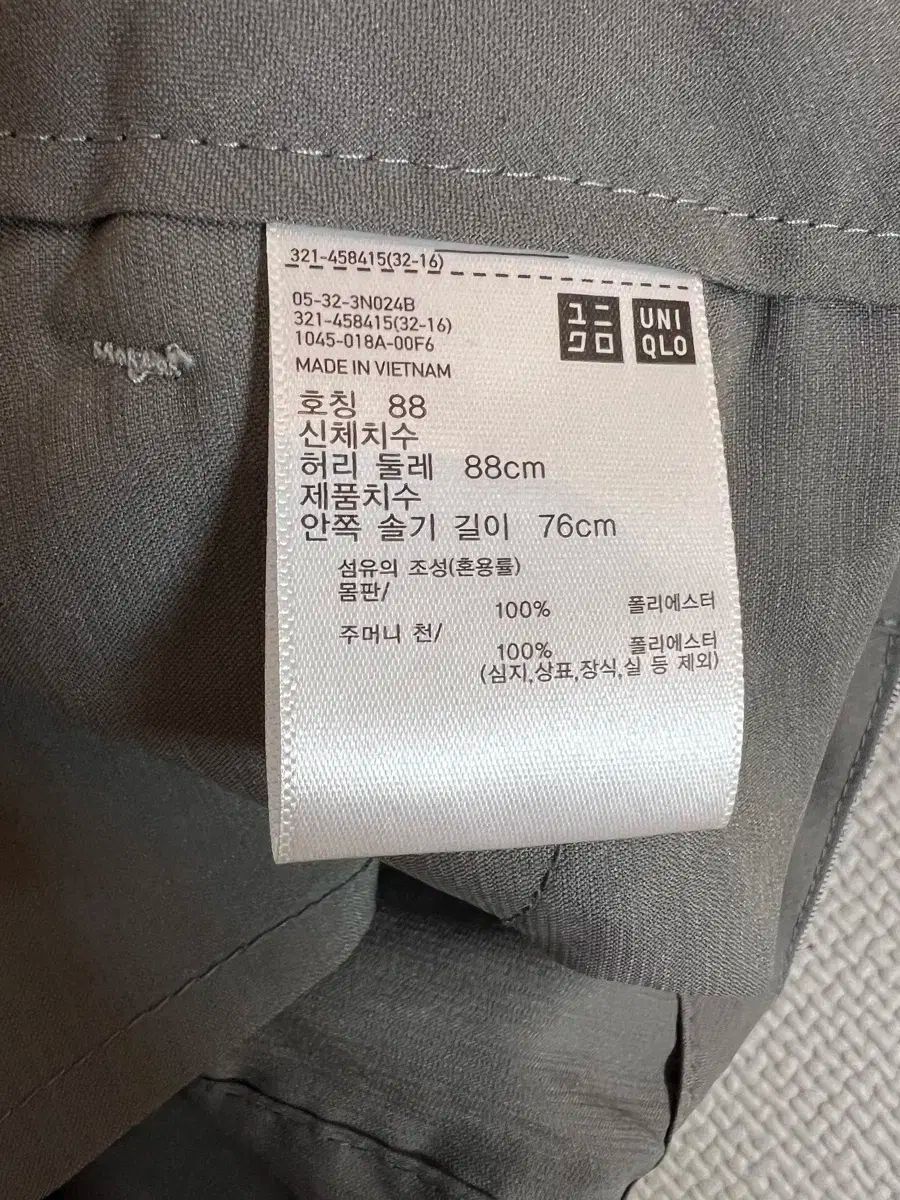 321-458415(32-16)
05-32-3N024B
321-458415(32-16)
1045-018A-00F6
MADE IN VIETNAM
ユニ
クロ
UNI
QLO
호칭 88
신체치수
허리 둘레 88cm
제품치수
안쪽 솔기 길이 76cm
섬유의 조성(혼용률)
몸판/
100% 폴리에스터
주머니 천/
100% 폴리에스터
(심지,상표,장식,실 등 제외)